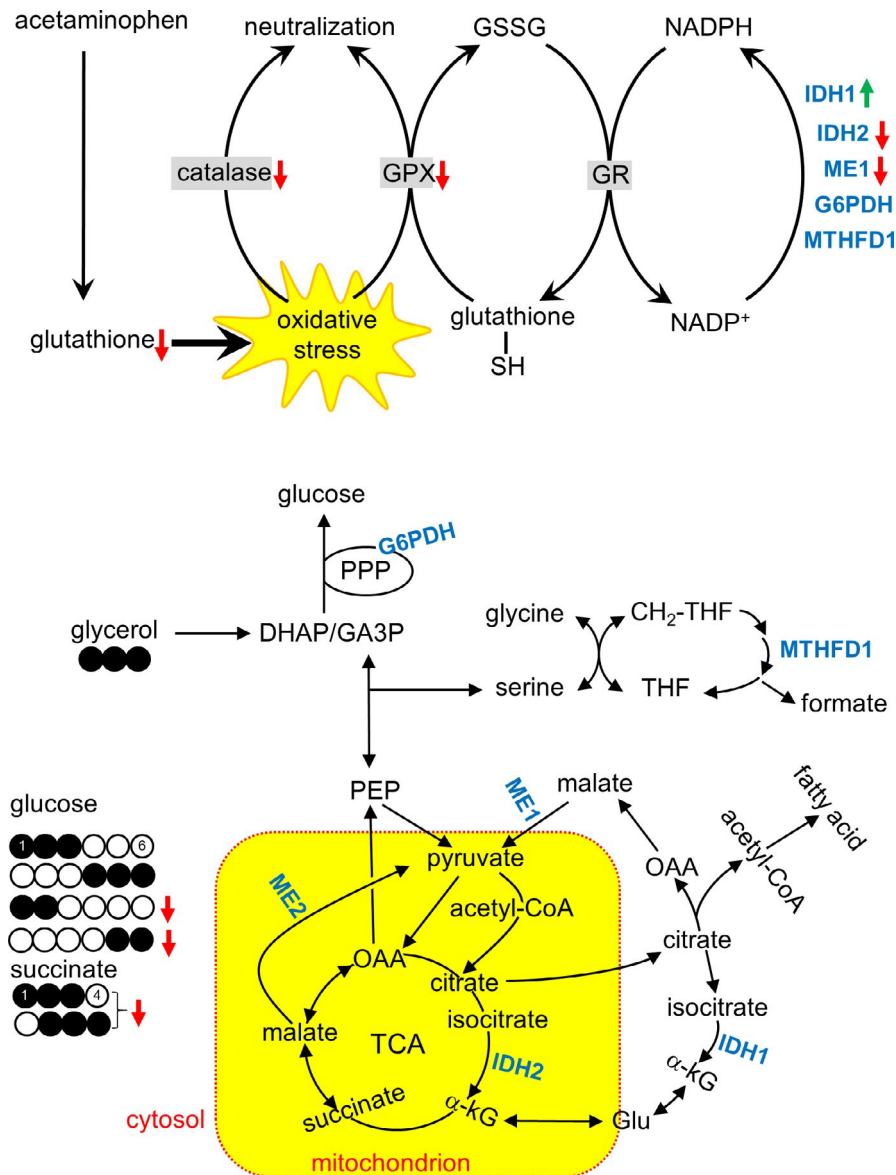 acetaminophen
neutralization
GSSG
NADPH
IDH1
IDH2
ME1
G6PDH
MTHFD1
catalase
GPX
GR
glutathione
oxidative
stress
glutathione
SH
NADP⁺
glucose
G6PDH
PPP
glycerol
DHAP/GA3P
glycine
CH₂-THF
MTHFD1
serine
THF
formate
PEP
malate
fatty acid
ME1
glucose
1
6
pyruvate
OAA
acetyl-CoA
ME2
acetyl-CoA
OAA
citrate
citrate
succinate
1
4
isocitrate
isocitrate
malate
TCA
IDH2
IDH1
α-kG
succinate
α-kG
Glu
cytosol
mitochondrion